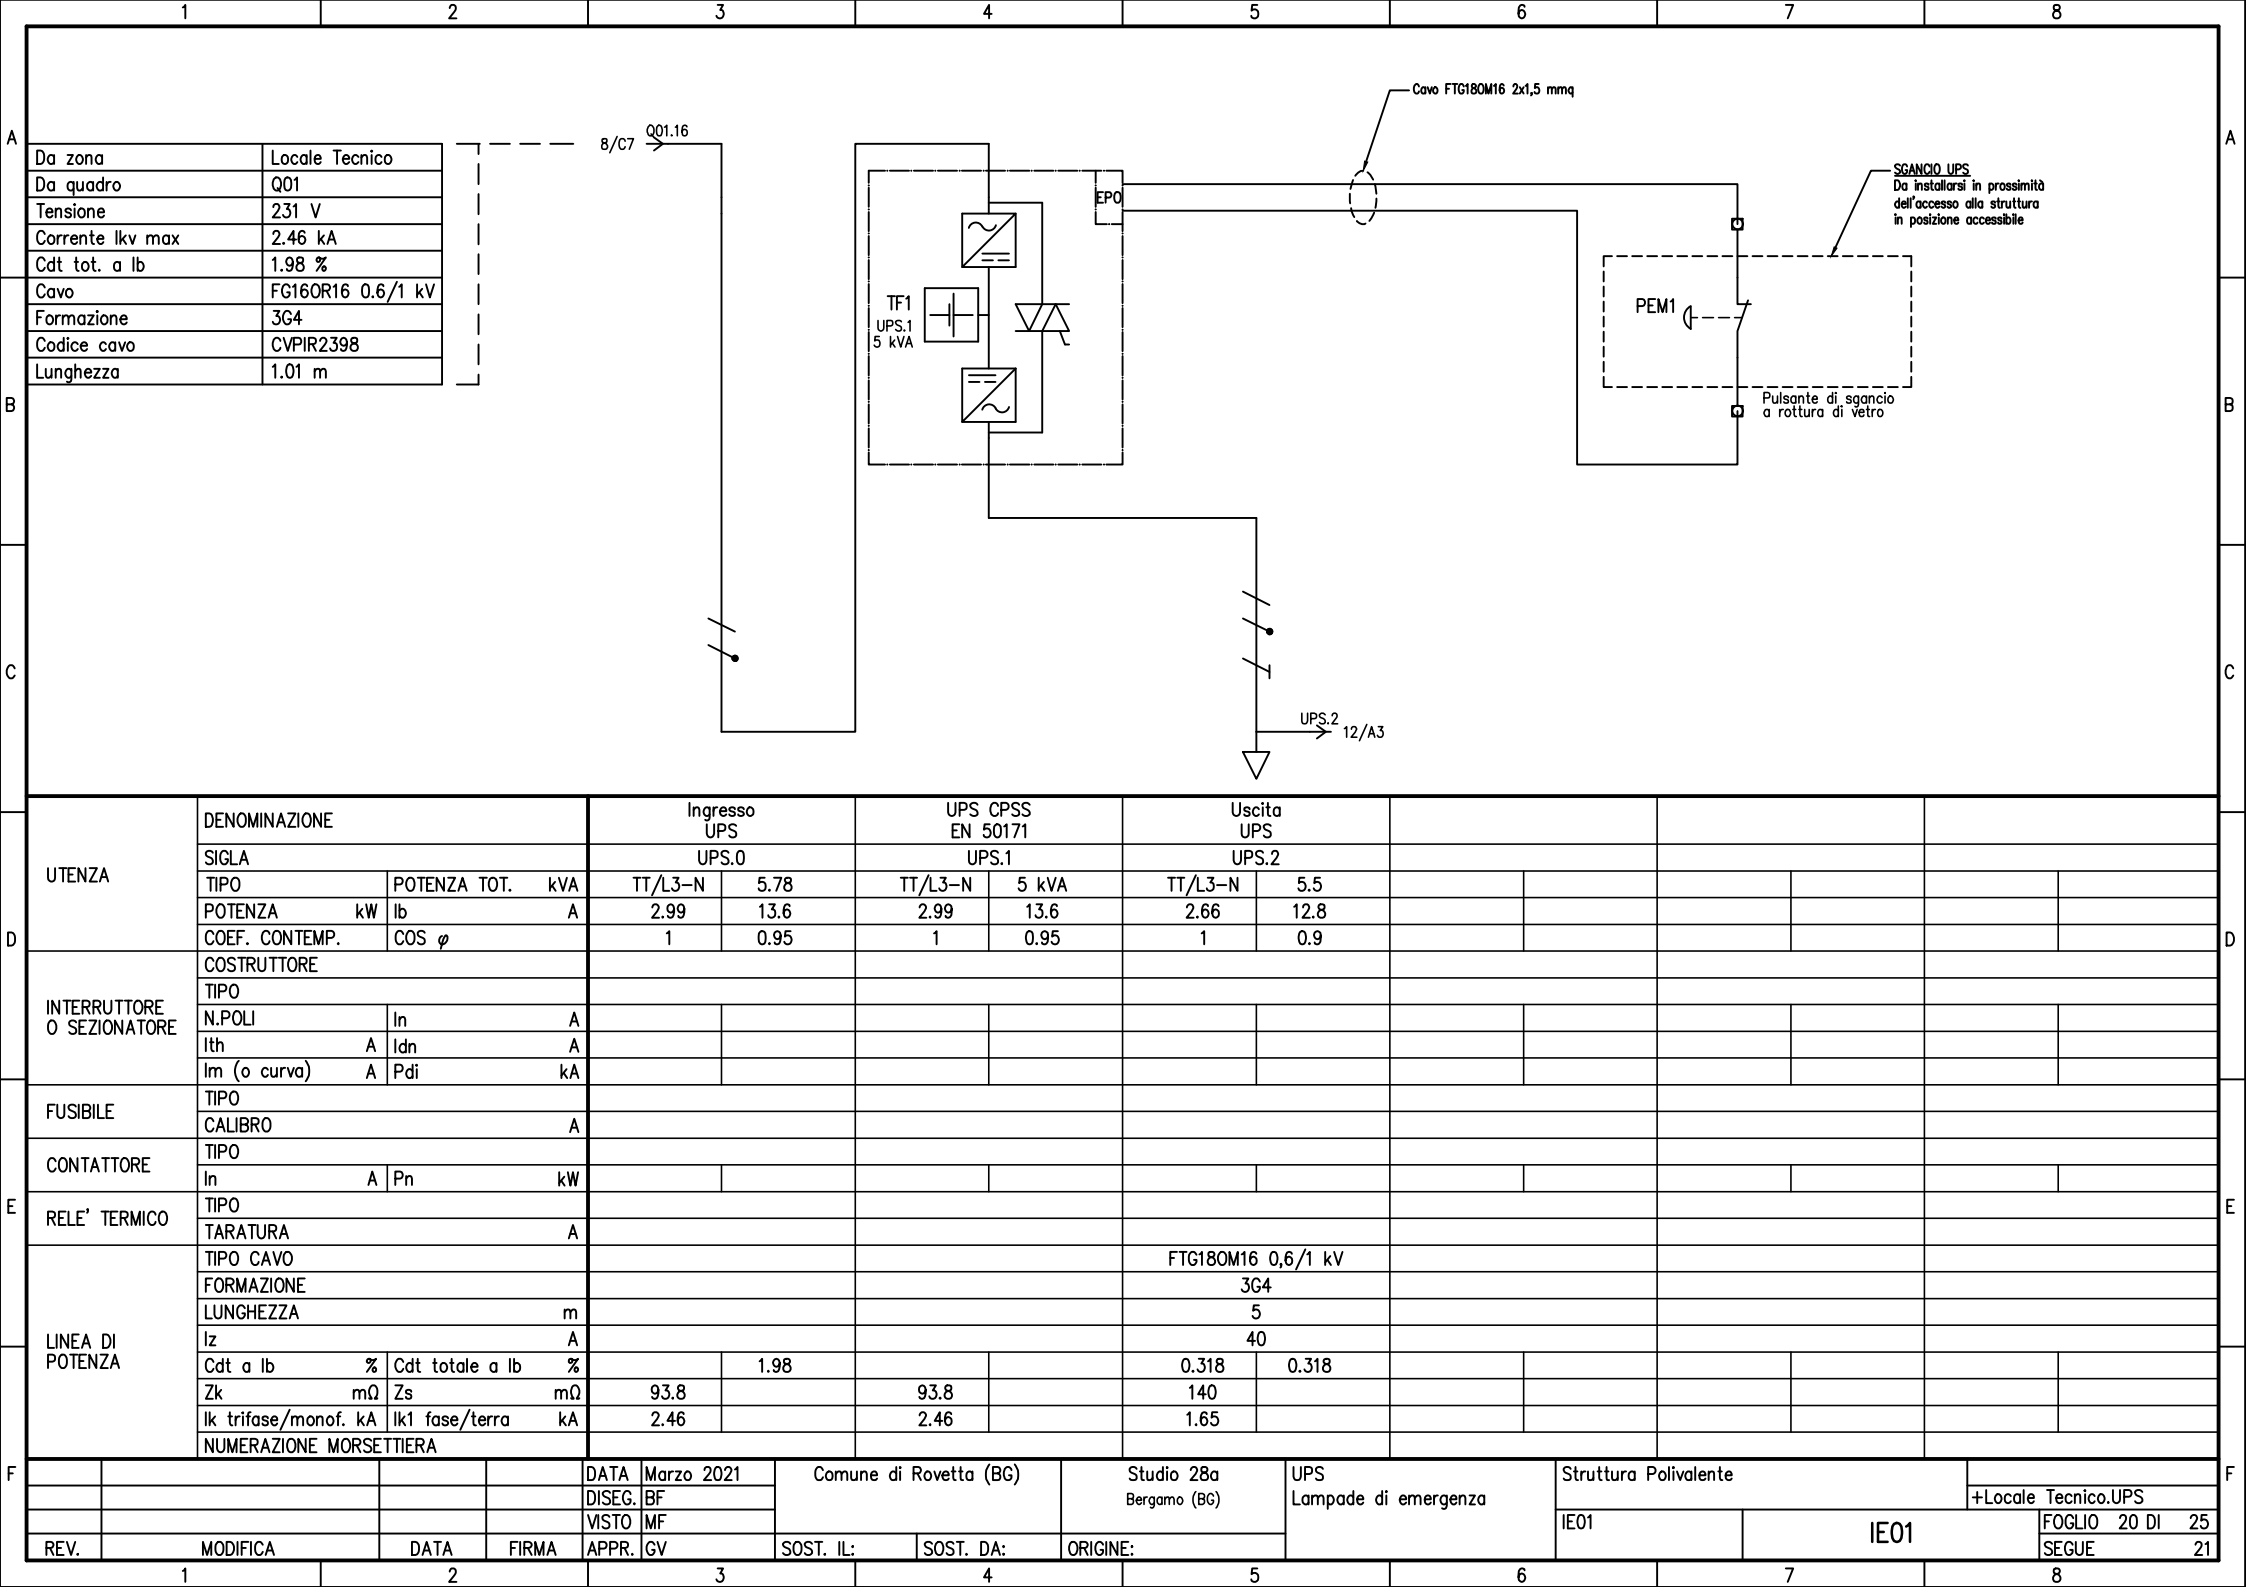 1 2 3 4 5 6 7 8
A A
B B
C C
D D
E E
F F
Cavo FTG18OM16 2x1,5 mmq
8/C7 Q01.16
Da zona Locale Tecnico
Da quadro Q01
Tensione 231 V
Corrente Ikv max 2.46 kA
Cdt tot. a Ib 1.98 %
Cavo FG16OR16 0.6/1 kV
Formazione 3G4
Codice cavo CVPIR2398
Lunghezza 1.01 m
EPO
TF1
UPS.1
5 kVA
SGANCIO UPS
Da installarsi in prossimità
dell'accesso alla struttura
in posizione accessibile
PEM1
Pulsante di sgancio
a rottura di vetro
UPS.2 12/A3
UTENZA
DENOMINAZIONE Ingresso UPS CPSS Uscita
UPS EN 50171 UPS
SIGLA UPS.0 UPS.1 UPS.2
TIPO POTENZA TOT. kVA TT/L3-N 5.78 TT/L3-N 5 kVA TT/L3-N 5.5
POTENZA kW Ib A 2.99 13.6 2.99 13.6 2.66 12.8
COEF. CONTEMP. COS φ 1 0.95 1 0.95 1 0.9
INTERRUTTORE
O SEZIONATORE
COSTRUTTORE
TIPO
N.POLI In A
Ith A Idn A
Im (o curva) A Pdi kA
FUSIBILE
TIPO
CALIBRO A
CONTATTORE
TIPO
In A Pn kW
RELE' TERMICO
TIPO
TARATURA A
LINEA DI
POTENZA
TIPO CAVO FTG18OM16 0,6/1 kV
FORMAZIONE 3G4
LUNGHEZZA m 5
Iz A 40
Cdt a Ib % Cdt totale a Ib % 1.98 0.318 0.318
Zk mΩ Zs mΩ 93.8 93.8 140
Ik trifase/monof. kA Ik1 fase/terra kA 2.46 2.46 1.65
NUMERAZIONE MORSETTIERA
DATA Marzo 2021 Comune di Rovetta (BG) Studio 28a UPS Struttura Polivalente
DISEG. BF Bergamo (BG) Lampade di emergenza +Locale Tecnico.UPS
VISTO MF IE01 IE01 FOGLIO 20 DI 25
REV. MODIFICA DATA FIRMA APPR. GV SOST. IL: SOST. DA: ORIGINE: SEGUE 21
1 2 3 4 5 6 7 8